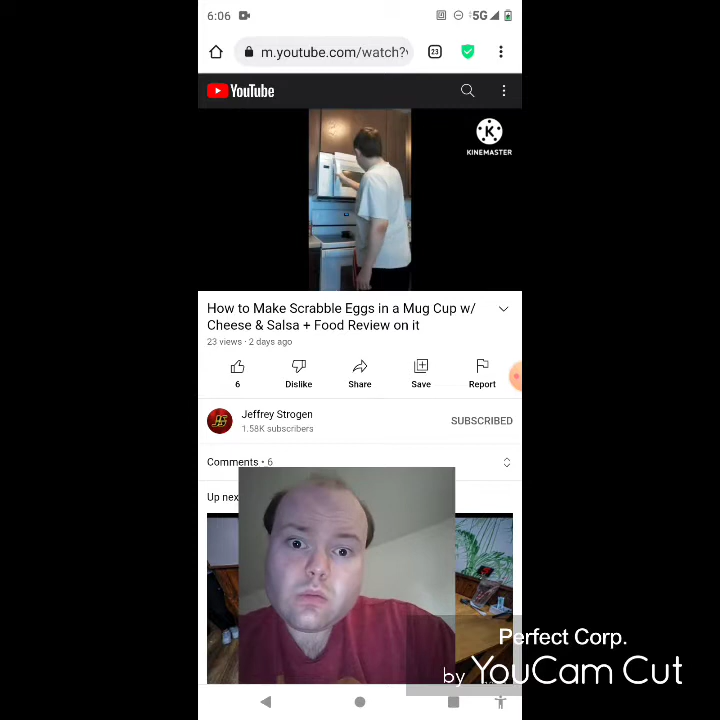 6:06
5G
m.youtube.com/watch?v
23
YouTube
K
KINEMASTER
How to Make Scrabble Eggs in a Mug Cup w/
Cheese & Salsa + Food Review on it
23 views · 2 days ago
6
Dislike
Share
Save
Report
JS
Jeffrey Strogen
1.58K subscribers
SUBSCRIBED
Comments • 6
Up nex
Perfect Corp.
by YouCam Cut